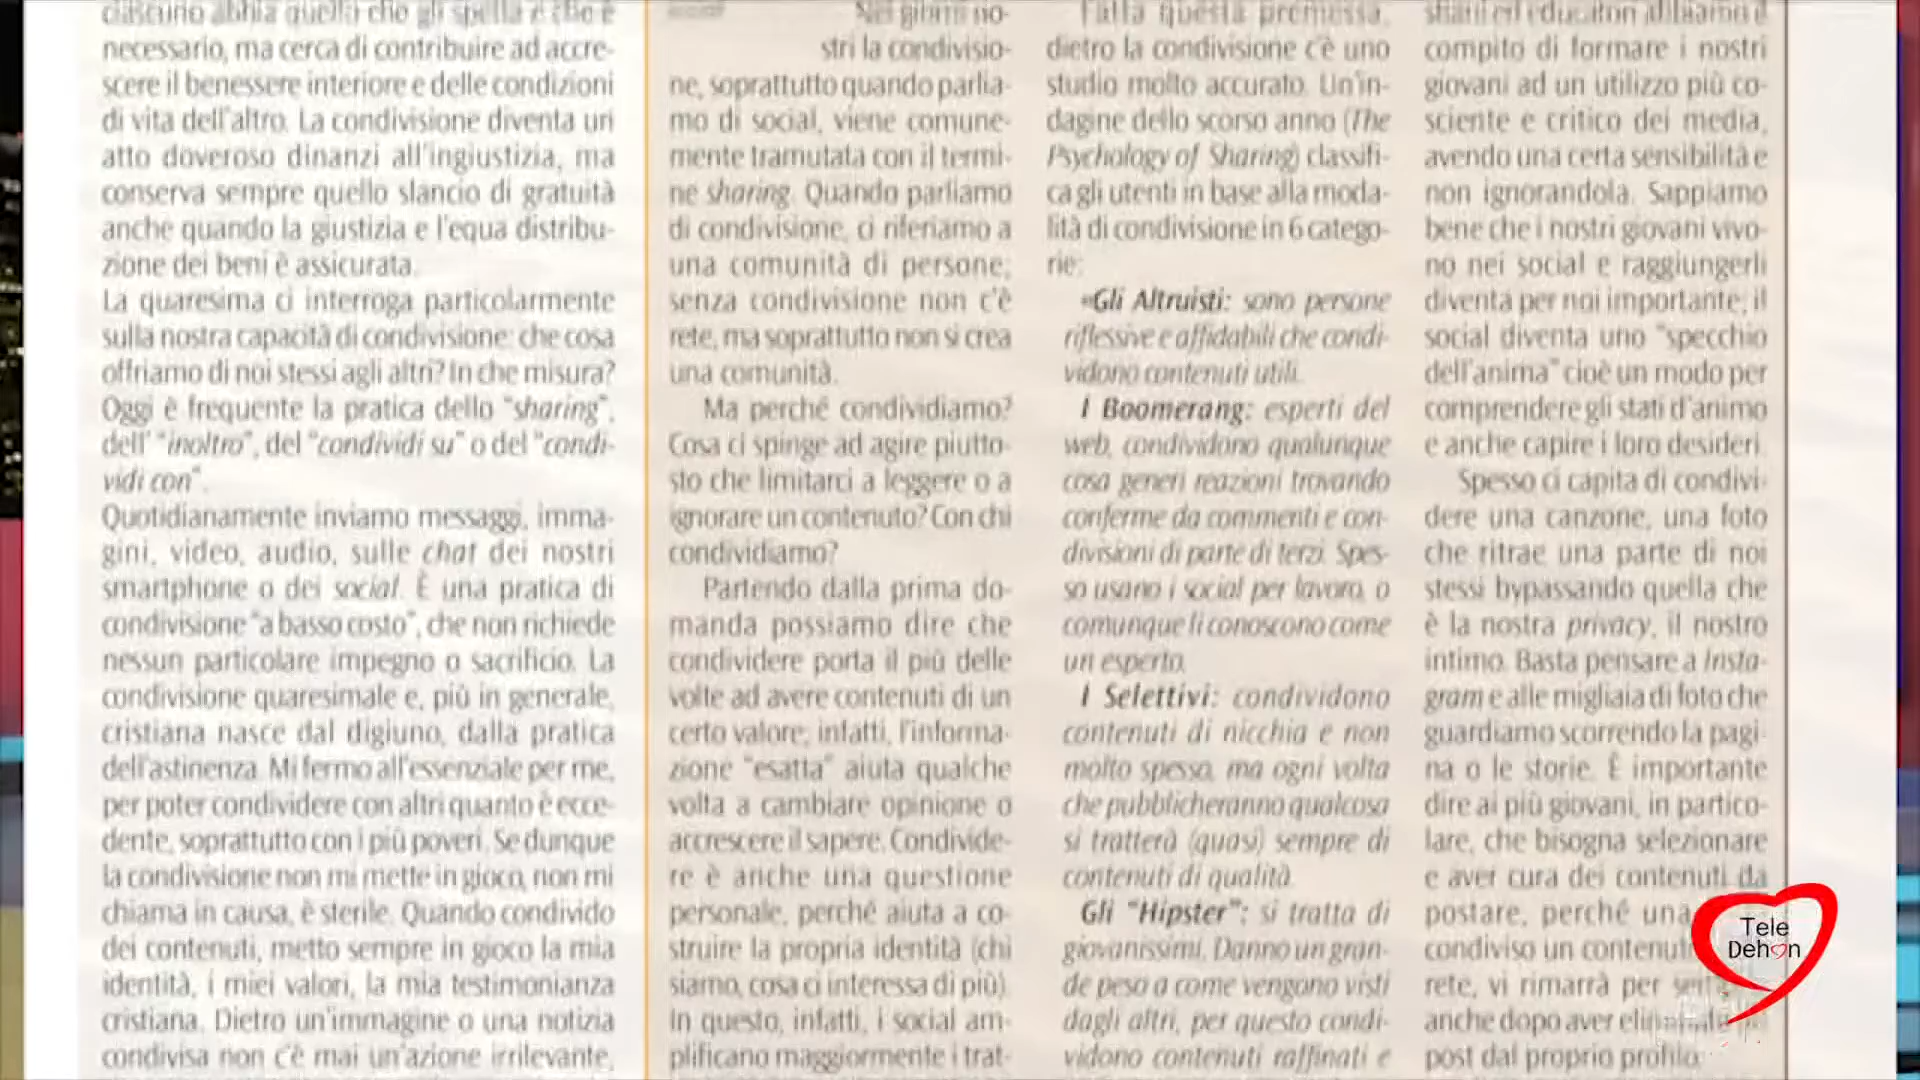 ciascuno abbia quello che gli spetta e che è
necessario, ma cerca di contribuire ad accre-
scere il benessere interiore e delle condizioni
di vita dell'altro. La condivisione diventa un
atto doveroso dinanzi all'ingiustizia, ma
conserva sempre quello slancio di gratuità
anche quando la giustizia e l'equa distribu-
zione dei beni è assicurata.
La quaresima ci interroga particolarmente
sulla nostra capacità di condivisione: che cosa
offriamo di noi stessi agli altri? In che misura?
Oggi è frequente la pratica dello "sharing",
dell' "inoltro", del "condividi su" o del "condi-
vidi con".
Quotidianamente inviamo messaggi, imma-
gini, video, audio, sulle chat dei nostri
smartphone o dei social. È una pratica di
condivisione "a basso costo", che non richiede
nessun particolare impegno o sacrificio. La
condivisione quaresimale e, più in generale,
cristiana nasce dal digiuno, dalla pratica
dell'astinenza. Mi fermo all'essenziale per me,
per poter condividere con altri quanto è ecce-
dente, soprattutto con i più poveri. Se dunque
la condivisione non mi mette in gioco, non mi
chiama in causa, è sterile. Quando condivido
dei contenuti, metto sempre in gioco la mia
identità, i miei valori, la mia testimonianza
cristiana. Dietro un'immagine o una notizia
condivisa non c'è mai un'azione irrilevante,
Nei giorni no-
stri la condivisio-
ne, soprattutto quando parlia-
mo di social, viene comune-
mente tramutata con il termi-
ne sharing. Quando parliamo
di condivisione, ci riferiamo a
una comunità di persone;
senza condivisione non c'è
rete, ma soprattutto non si crea
una comunità.
Ma perché condividiamo?
Cosa ci spinge ad agire piutto-
sto che limitarci a leggere o a
ignorare un contenuto? Con chi
condividiamo?
Partendo dalla prima do-
manda possiamo dire che
condividere porta il più delle
volte ad avere contenuti di un
certo valore; infatti, l'informa-
zione "esatta" aiuta qualche
volta a cambiare opinione o
accrescere il sapere. Condivide-
re è anche una questione
personale, perché aiuta a co-
struire la propria identità (chi
siamo, cosa ci interessa di più).
In questo, infatti, i social am-
plificano maggiormente i trat-
Fatta questa premessa,
dietro la condivisione c'è uno
studio molto accurato. Un'in-
dagine dello scorso anno (The
Psychology of Sharing) classifi-
ca gli utenti in base alla moda-
lità di condivisione in 6 catego-
rie:
«Gli Altruisti: sono persone
riflessive e affidabili che condi-
vidono contenuti utili.
I Boomerang: esperti del
web, condividono qualunque
cosa generi reazioni trovando
conferme da commenti e con-
divisioni di parte di terzi. Spes-
so usano i social per lavoro, o
comunque li conoscono come
un esperto.
I Selettivi: condividono
contenuti di nicchia e non
molto spesso, ma ogni volta
che pubblicheranno qualcosa
si tratterà (quasi) sempre di
contenuti di qualità.
Gli "Hipster": si tratta di
giovanissimi. Danno un gran-
de peso a come vengono visti
dagli altri, per questo condi-
vidono contenuti raffinati e
stiani ed educatori abbiamo il
compito di formare i nostri
giovani ad un utilizzo più co-
sciente e critico dei media,
avendo una certa sensibilità e
non ignorandola. Sappiamo
bene che i nostri giovani vivo-
no nei social e raggiungerli
diventa per noi importante; il
social diventa uno "specchio
dell'anima" cioè un modo per
comprendere gli stati d'animo
e anche capire i loro desideri.
Spesso ci capita di condivi-
dere una canzone, una foto
che ritrae una parte di noi
stessi bypassando quella che
è la nostra privacy, il nostro
intimo. Basta pensare a Insta-
gram e alle migliaia di foto che
guardiamo scorrendo la pagi-
na o le storie. È importante
dire ai più giovani, in partico-
lare, che bisogna selezionare
e aver cura dei contenuti da
postare, perché una
condiviso un contenut
rete, vi rimarrà per
anche dopo aver
post dal proprio profilo.
Tele
Dehon